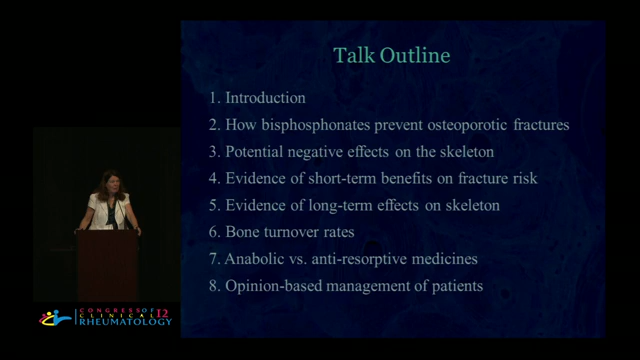 Talk Outline
1. Introduction
2. How bisphosphonates prevent osteoporotic fractures
3. Potential negative effects on the skeleton
4. Evidence of short-term benefits on fracture risk
5. Evidence of long-term effects on skeleton
6. Bone turnover rates
7. Anabolic vs. anti-resorptive medicines
8. Opinion-based management of patients
CONGRESS OF 12
CLINICAL
RHEUMATOLOGY